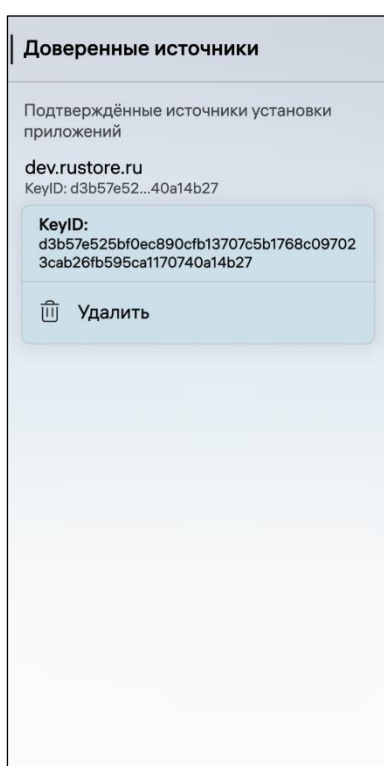 Доверенные источники
Подтверждённые источники установки
приложений
dev.rustore.ru
KeyID: d3b57e52...40a14b27
KeyID:
d3b57e525bf0ec890cfb13707c5b1768c09702
3cab26fb595ca1170740a14b27
Удалить